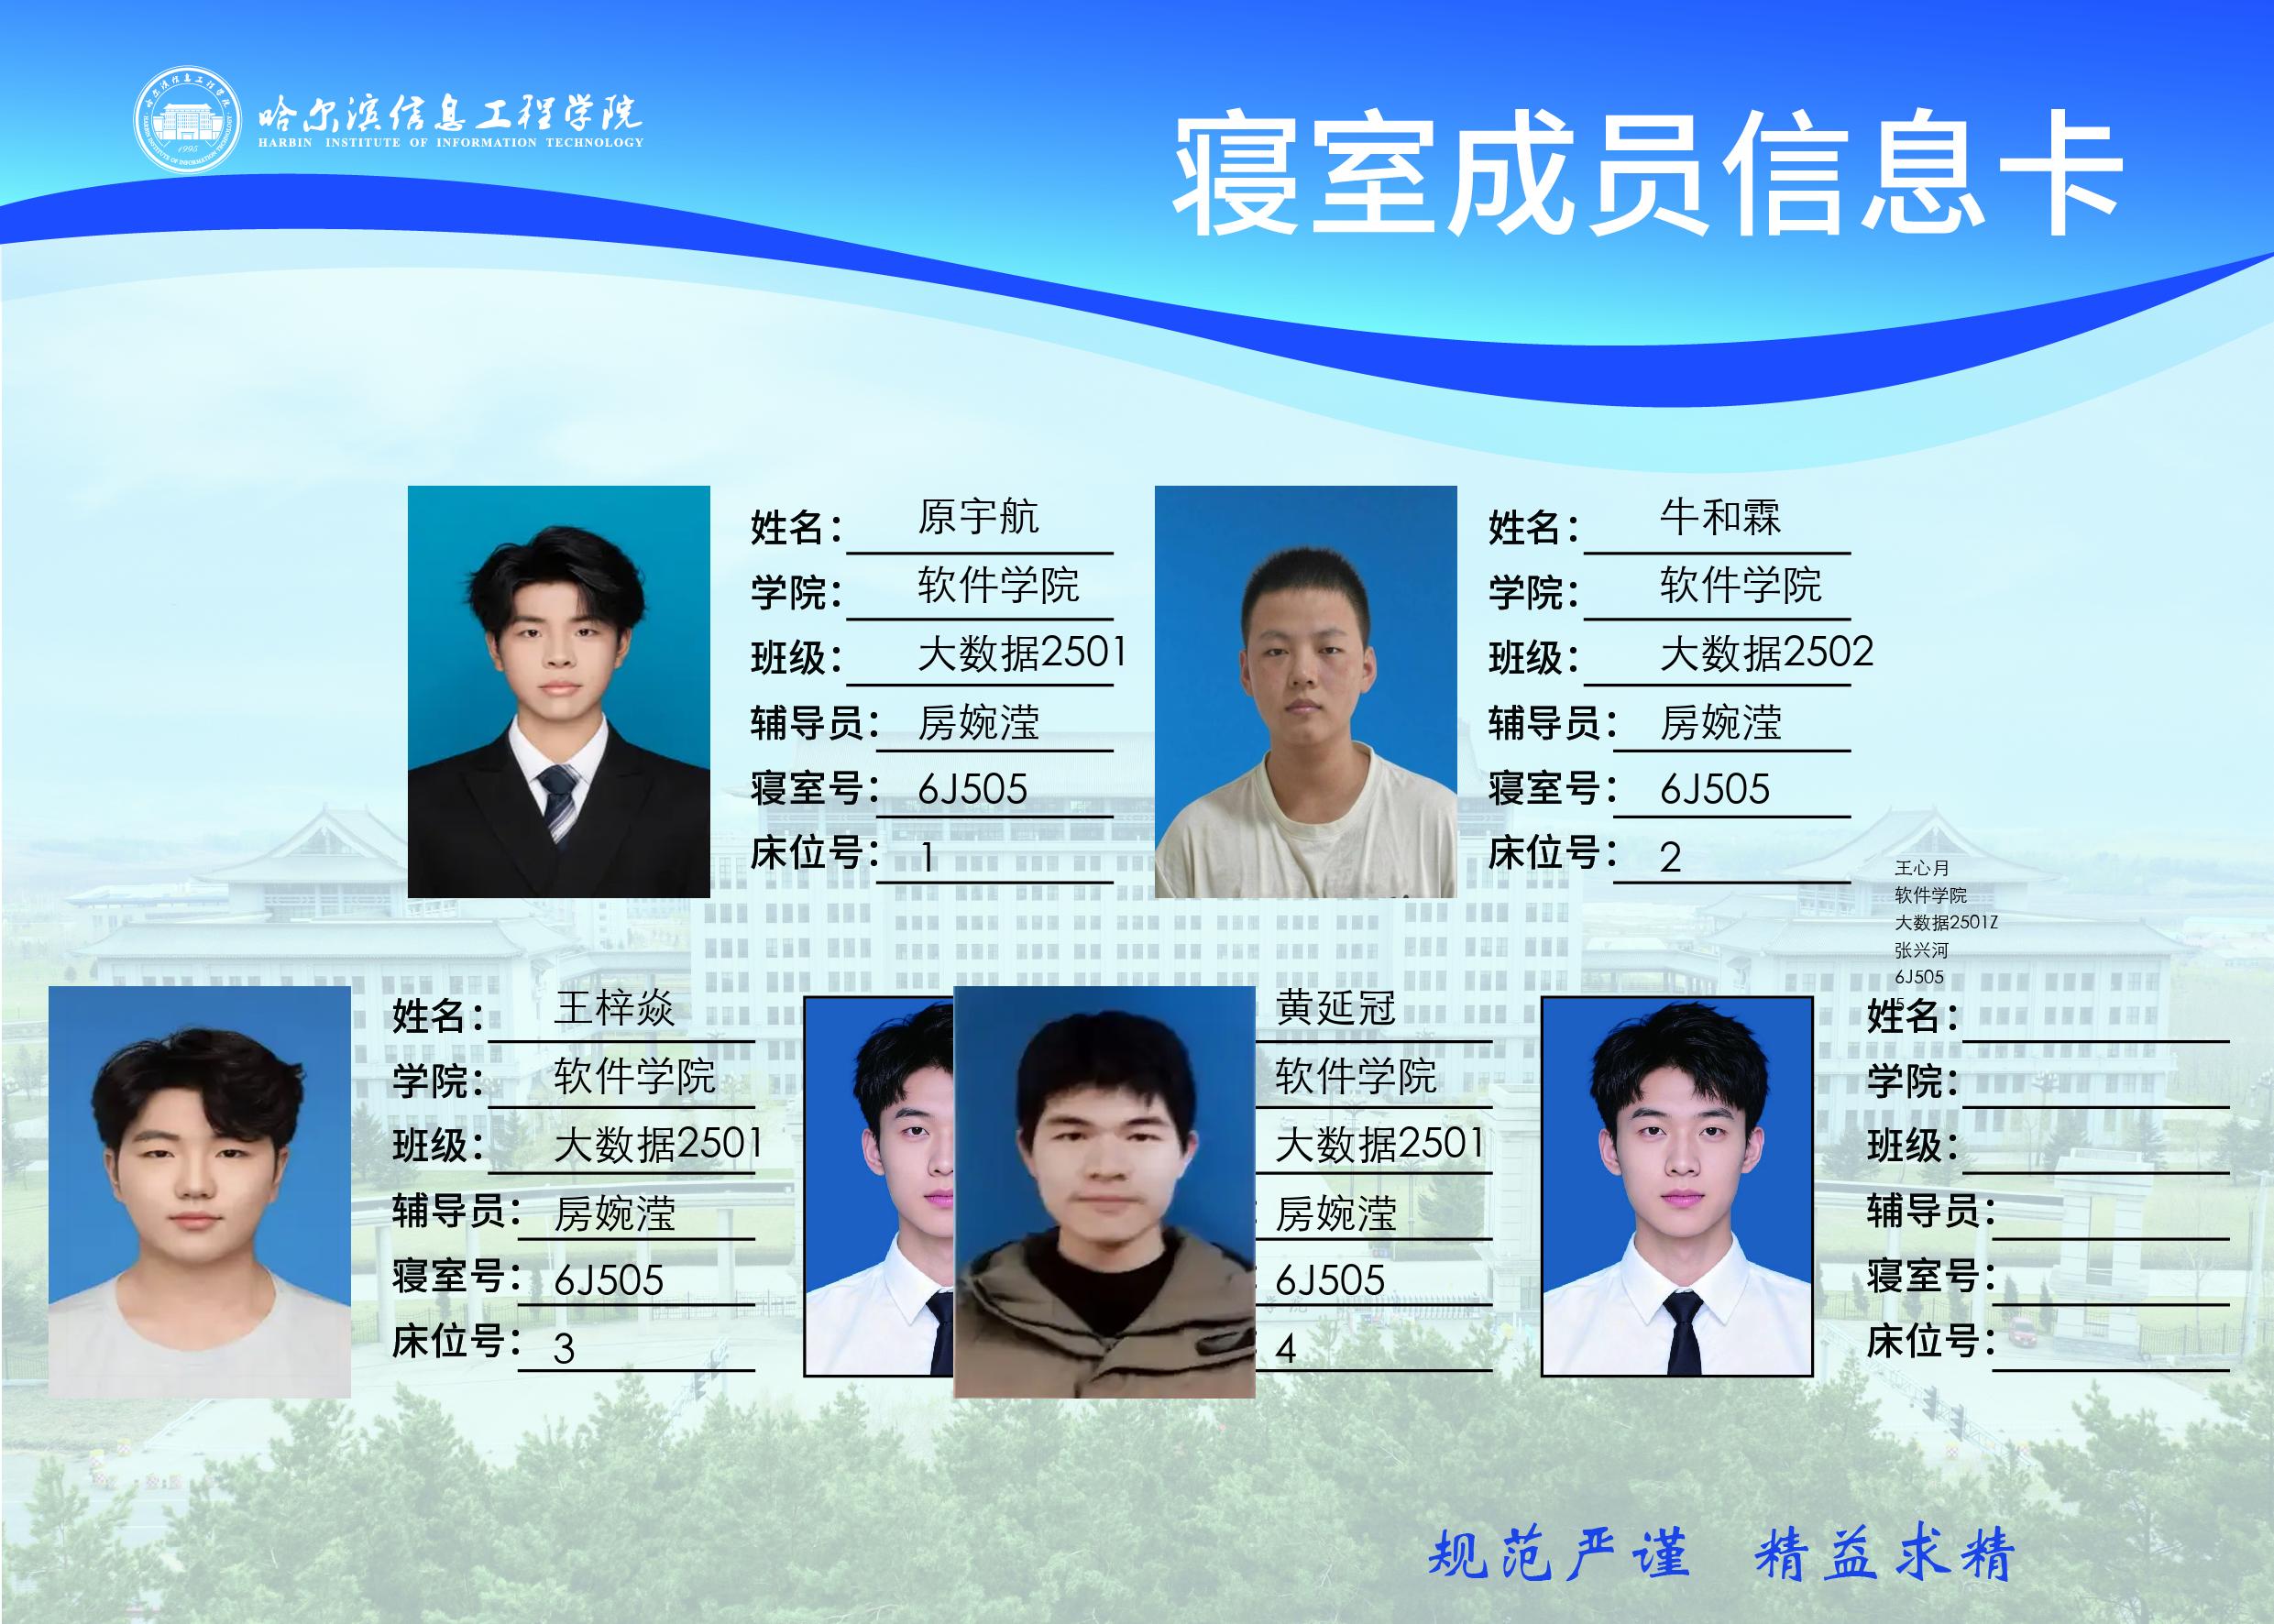 哈尔滨信息工程学院
HARBIN INSTITUTE OF INFORMATION TECHNOLOGY
1995
寝室成员信息卡
姓名：原宇航
学院：软件学院
班级：大数据2501
辅导员：房婉滢
寝室号：6J505
床位号：1
姓名：牛和霖
学院：软件学院
班级：大数据2502
辅导员：房婉滢
寝室号：6J505
床位号：2
王心月
软件学院
大数据2501Z
张兴河
6J505
5
姓名：王梓焱
学院：软件学院
班级：大数据2501
辅导员：房婉滢
寝室号：6J505
床位号：3
黄延冠
软件学院
大数据2501
房婉滢
6J505
4
姓名：
学院：
班级：
辅导员：
寝室号：
床位号：
规范严谨 精益求精